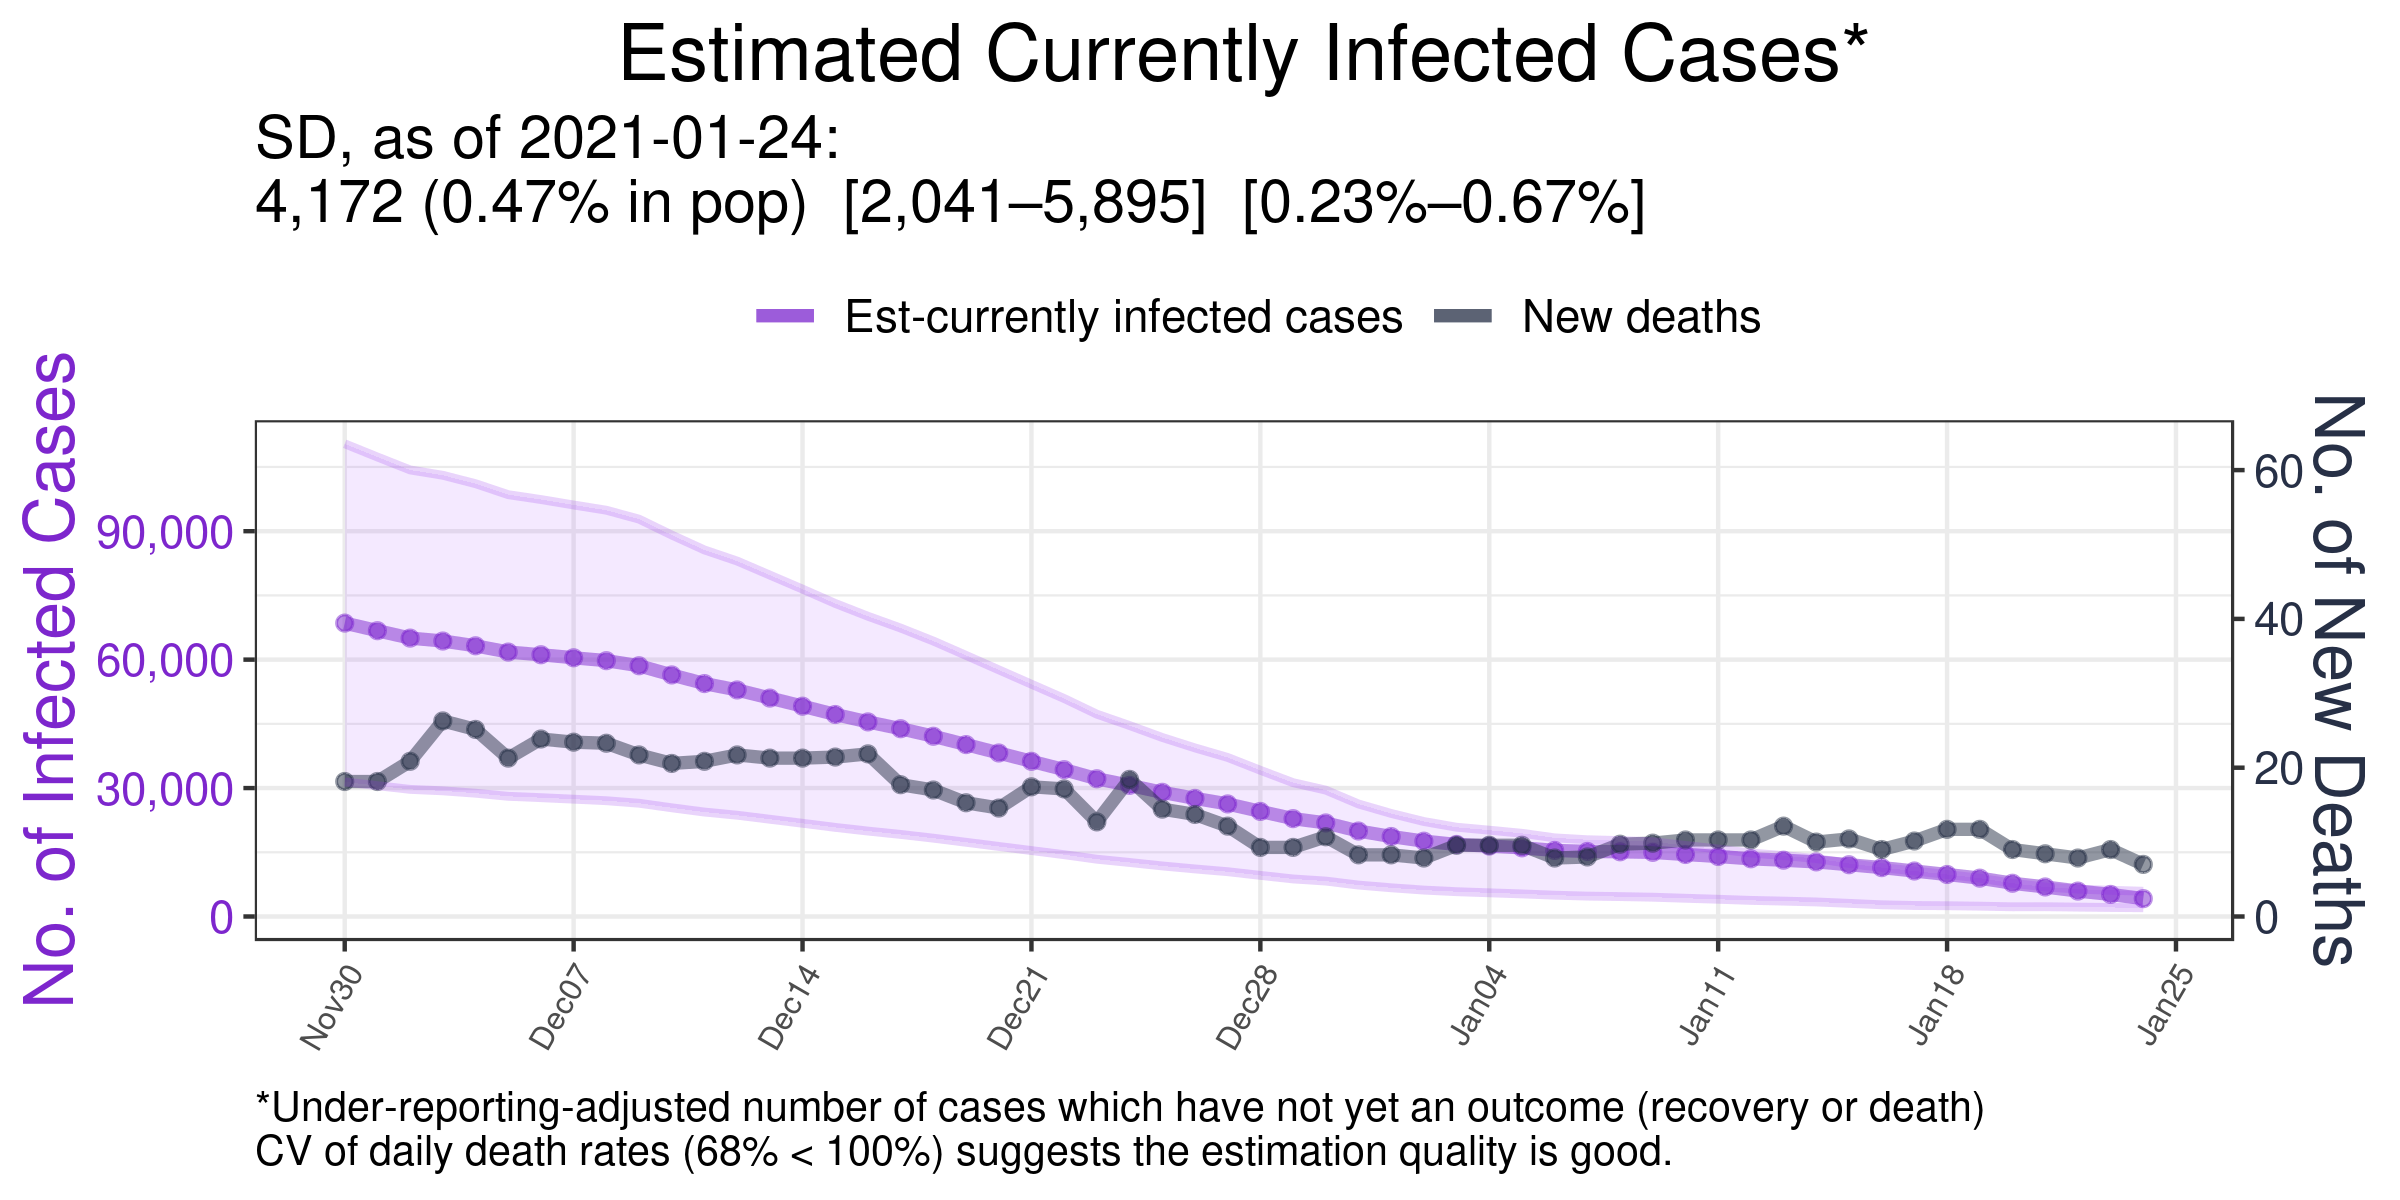 Estimated Currently Infected Cases*
SD, as of 2021-01-24:
4,172 (0.47% in pop)  [2,041–5,895]  [0.23%–0.67%]
Est-currently infected cases
New deaths
No. of Infected Cases
90,000
60,000
30,000
0
60
40
20
0
No. of New Deaths
Nov30
Dec07
Dec14
Dec21
Dec28
Jan04
Jan11
Jan18
Jan25
*Under-reporting-adjusted number of cases which have not yet an outcome (recovery or death)
CV of daily death rates (68% < 100%) suggests the estimation quality is good.